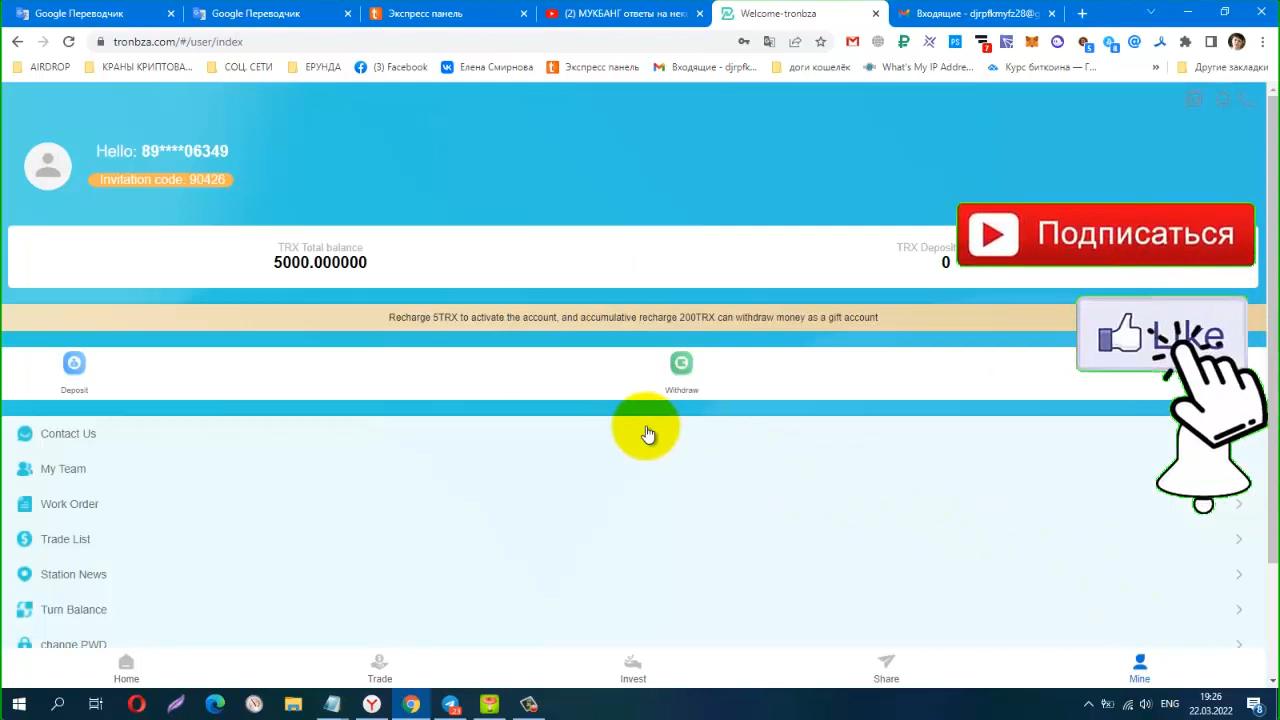 Google Переводчик
Google Переводчик
Экспресс панель
(2) МУКБАНГ ответы на нек
Welcome-tronbza
Входящие - djrpfkmyfz28@g
tronbza.com/#/user/index
AIRDROP
КРАНЫ КРИПТОВА...
СОЦ. СЕТИ
ЕРУНДА
(3) Facebook
Елена Смирнова
Экспресс панель
Входящие - djrpfk...
доги кошелёк
What's My IP Addre...
Курс биткоина — Г...
»
Другие закладки
Hello: 89****06349
Invitation code: 90426
TRX Total balance
5000.000000
TRX Deposit
0
Подписаться
Recharge 5TRX to activate the account, and accumulative recharge 200TRX can withdraw money as a gift account
Like
Deposit
Withdraw
Contact Us
My Team
Work Order
Trade List
Station News
Turn Balance
change PWD
Home
Trade
Invest
Share
Mine
ENG
19:26
22.03.2022